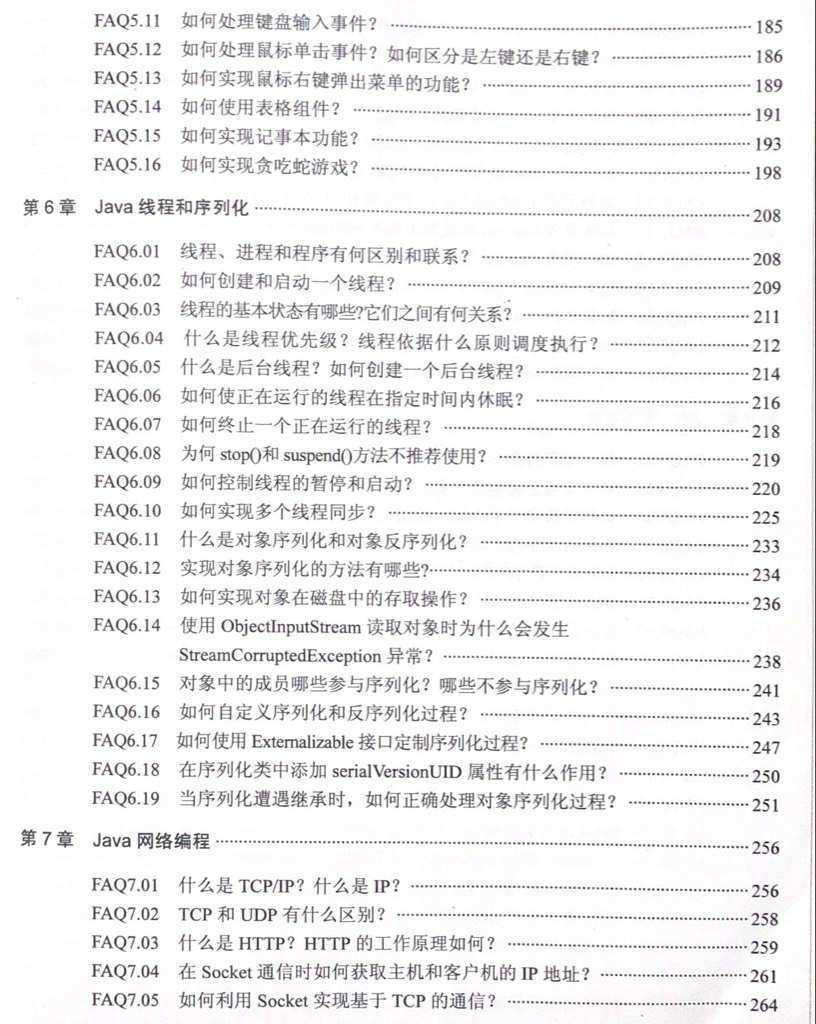 FAQ5.11 如何处理键盘输入事件? 185
FAQ5.12 如何处理鼠标单击事件?如何区分是左键还是右键? 186
FAQ5.13 如何实现鼠标右键弹出菜单的功能? 189
FAQ5.14 如何使用表格组件? 191
FAQ5.15 如何实现记事本功能? 193
FAQ5.16 如何实现贪吃蛇游戏? 198
第6章 Java 线程和序列化 208
FAQ6.01 线程、进程和程序有何区别和联系? 208
FAQ6.02 如何创建和启动一个线程? 209
FAQ6.03 线程的基本状态有哪些?它们之间有何关系? 211
FAQ6.04 什么是线程优先级?线程依据什么原则调度执行? 212
FAQ6.05 什么是后台线程?如何创建一个后台线程? 214
FAQ6.06 如何使正在运行的线程在指定时间内休眠? 216
FAQ6.07 如何终止一个正在运行的线程? 218
FAQ6.08 为何 stop()和 suspend()方法不推荐使用? 219
FAQ6.09 如何控制线程的暂停和启动? 220
FAQ6.10 如何实现多个线程同步? 225
FAQ6.11 什么是对象序列化和对象反序列化? 233
FAQ6.12 实现对象序列化的方法有哪些? 234
FAQ6.13 如何实现对象在磁盘中的存取操作? 236
FAQ6.14 使用 ObjectInputStream 读取对象时为什么会发生
StreamCorruptedException 异常? 238
FAQ6.15 对象中的成员哪些参与序列化?哪些不参与序列化? 241
FAQ6.16 如何自定义序列化和反序列化过程? 243
FAQ6.17 如何使用 Externalizable 接口定制序列化过程? 247
FAQ6.18 在序列化类中添加 serialVersionUID 属性有什么作用? 250
FAQ6.19 当序列化遭遇继承时,如何正确处理对象序列化过程? 251
第7章 Java 网络编程 256
FAQ7.01 什么是 TCP/IP?什么是 IP? 256
FAQ7.02 TCP 和 UDP 有什么区别? 258
FAQ7.03 什么是 HTTP?HTTP 的工作原理如何? 259
FAQ7.04 在 Socket 通信时如何获取主机和客户机的 IP 地址? 261
FAQ7.05 如何利用 Socket 实现基于 TCP 的通信? 264